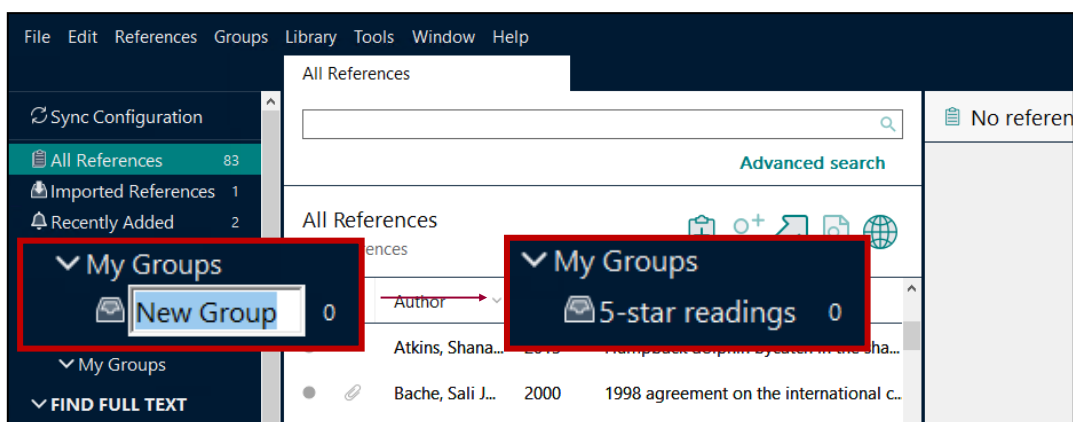 File Edit References Groups Library Tools Window Help
All References
Sync Configuration
All References 83
Imported References 1
Recently Added 2
Advanced search
No referen
All References
ences
My Groups
New Group 0
My Groups
5-star readings 0
Author
Atkins, Shana...
Bache, Sali J... 2000 1998 agreement on the international c..
My Groups
FIND FULL TEXT